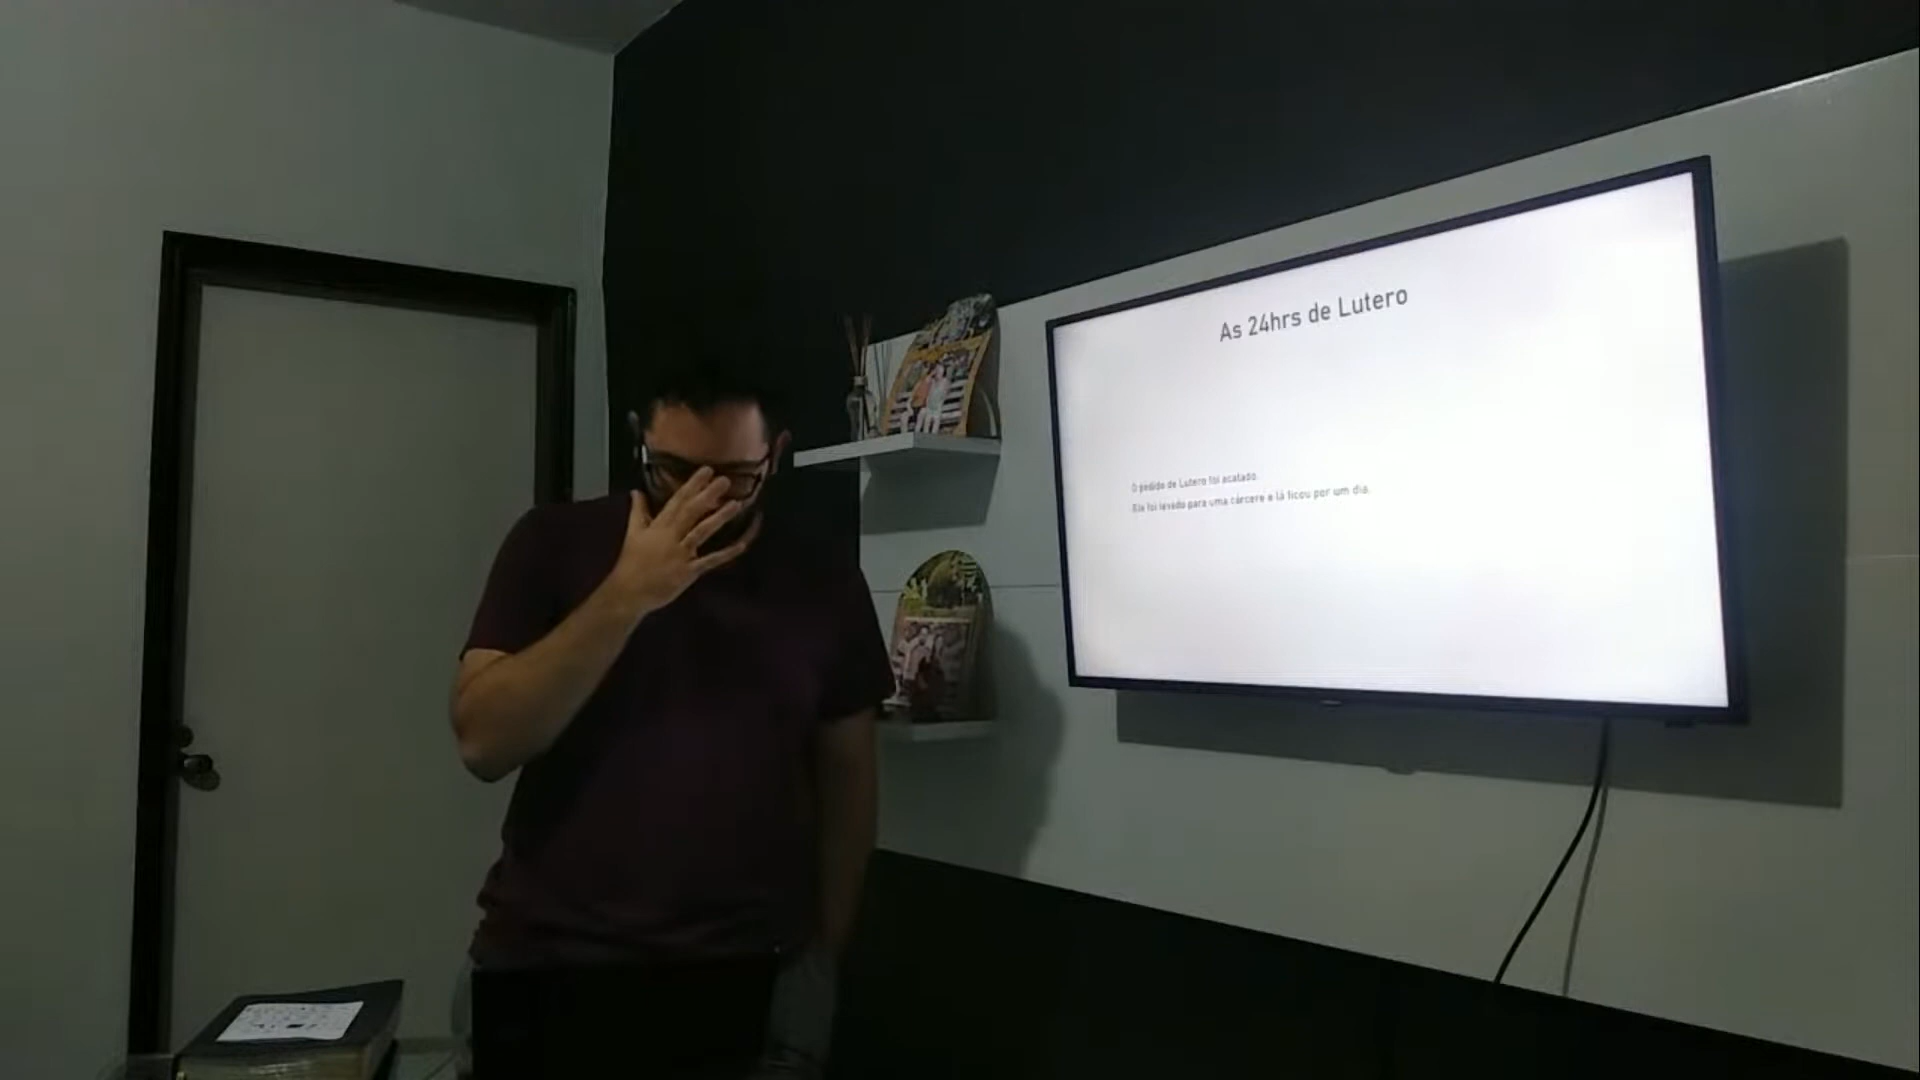 As 24hrs de Lutero
O pedido de Lutero foi acatado.
Ele foi levado para uma cárcere e lá ficou por um dia.